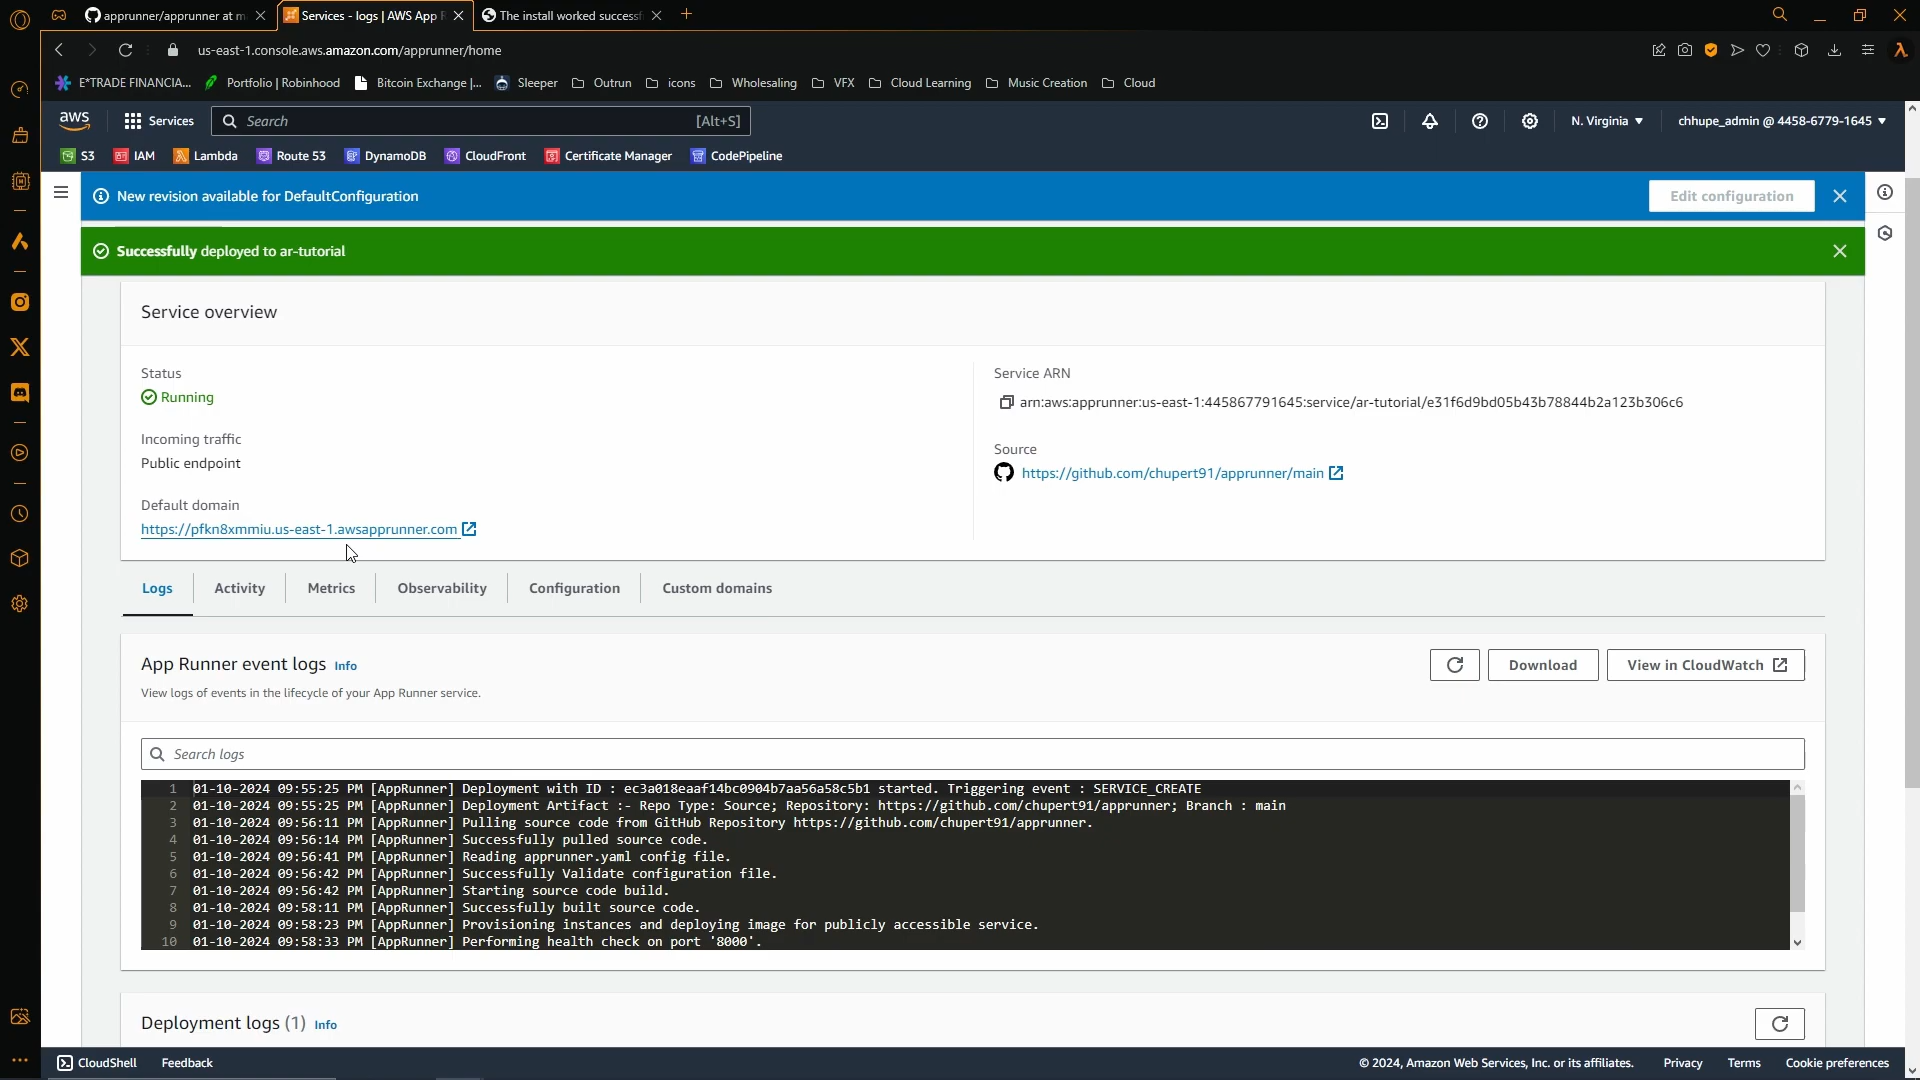 apprunner/apprunner at m
Services - logs | AWS App R
The install worked successf
us-east-1.console.aws.amazon.com/apprunner/home
E*TRADE FINANCIA...
Portfolio | Robinhood
Bitcoin Exchange |...
Sleeper
Outrun
icons
Wholesaling
VFX
Cloud Learning
Music Creation
Cloud
aws
Services
Search
[Alt+S]
N. Virginia
chhupe_admin @ 4458-6779-1645
S3
IAM
Lambda
Route 53
DynamoDB
CloudFront
Certificate Manager
CodePipeline
New revision available for DefaultConfiguration
Edit configuration
Successfully deployed to ar-tutorial
Service overview
Status
Running
Incoming traffic
Public endpoint
Default domain
https://pfkn8xmmiu.us-east-1.awsapprunner.com
Service ARN
arn:aws:apprunner:us-east-1:445867791645:service/ar-tutorial/e31f6d9bd05b43b78844b2a123b306c6
Source
https://github.com/chupert91/apprunner/main
Logs
Activity
Metrics
Observability
Configuration
Custom domains
App Runner event logs Info
View logs of events in the lifecycle of your App Runner service.
Download
View in CloudWatch
Search logs
1 01-10-2024 09:55:25 PM [AppRunner] Deployment with ID : ec3a018eaaf14bc0904b7aa56a58c5b1 started. Triggering event : SERVICE_CREATE
2 01-10-2024 09:55:25 PM [AppRunner] Deployment Artifact :- Repo Type: Source; Repository: https://github.com/chupert91/apprunner; Branch : main
3 01-10-2024 09:56:11 PM [AppRunner] Pulling source code from GitHub Repository https://github.com/chupert91/apprunner.
4 01-10-2024 09:56:14 PM [AppRunner] Successfully pulled source code.
5 01-10-2024 09:56:41 PM [AppRunner] Reading apprunner.yaml config file.
6 01-10-2024 09:56:42 PM [AppRunner] Successfully Validate configuration file.
7 01-10-2024 09:56:42 PM [AppRunner] Starting source code build.
8 01-10-2024 09:58:11 PM [AppRunner] Successfully built source code.
9 01-10-2024 09:58:23 PM [AppRunner] Provisioning instances and deploying image for publicly accessible service.
10 01-10-2024 09:58:33 PM [AppRunner] Performing health check on port '8000'.
Deployment logs (1) Info
CloudShell
Feedback
© 2024, Amazon Web Services, Inc. or its affiliates.
Privacy
Terms
Cookie preferences